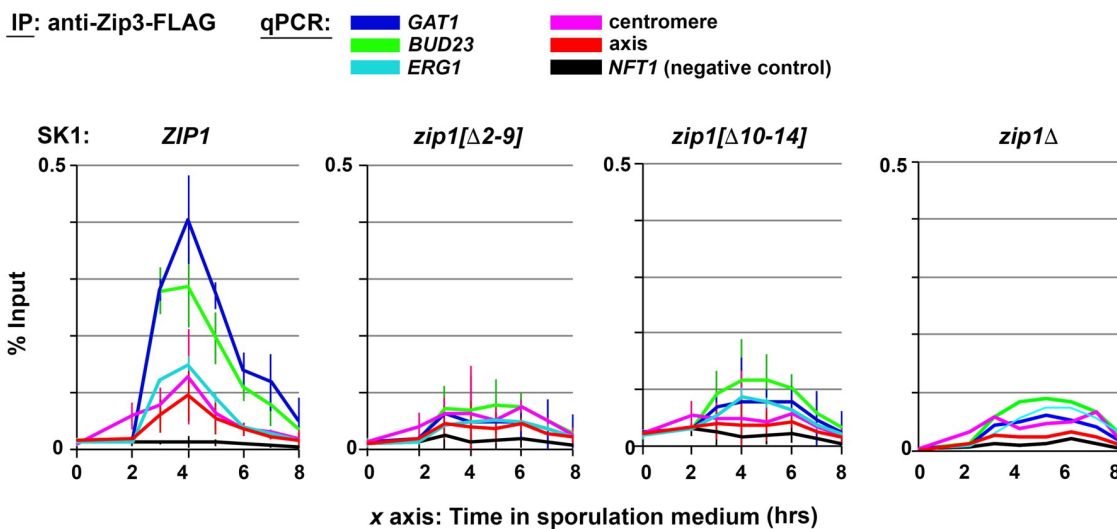 IP: anti-Zip3-FLAG qPCR: GAT1 centromere
BUD23 axis
ERG1 NFT1 (negative control)
SK1: ZIP1 zip1[Δ2-9] zip1[Δ10-14] zip1Δ
0.5 0.5 0.5 0.5
% Input
0 0 0 0
0 2 4 6 8 0 2 4 6 8 0 2 4 6 8 0 2 4 6 8
x axis: Time in sporulation medium (hrs)